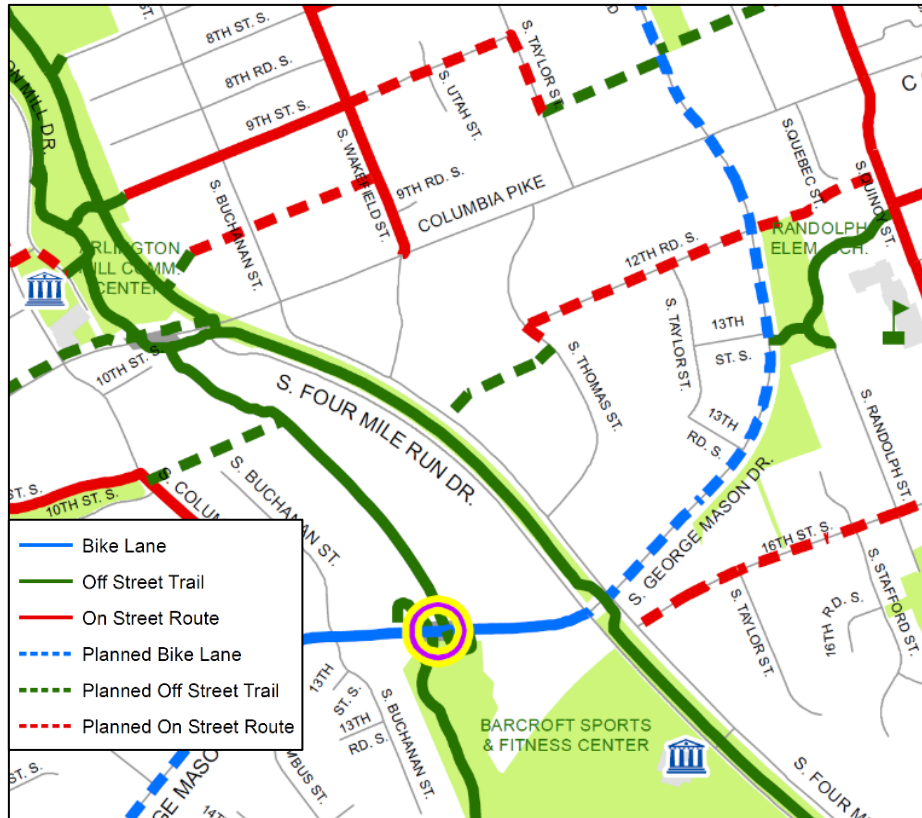 8TH ST. S.
8TH RD. S.
9TH ST. S.
S. TAYLOR ST.
S. UTAH ST.
S. WAKEFIELD ST.
9TH RD. S.
COLUMBIA PIKE
S. BUCHANAN ST.
S.QUEBEC ST.
S.QUINCY ST.
12TH RD. S.
RANDOLPH
ELEM. SCH.
ARLINGTON
MILL COMM.
CENTER
MILL DR.
10TH ST. S.
S. FOUR MILE RUN DR.
S. THOMAS ST.
S. TAYLOR ST.
13TH
ST. S.
13TH
RD. S.
S. RANDOLPH ST.
S. GEORGE MASON DR.
S. BUCHANAN ST.
10TH ST. S.
16TH ST. S.
S. STAFFORD ST.
S. TAYLOR ST.
16TH
R.D. S.
Bike Lane
Off Street Trail
On Street Route
Planned Bike Lane
Planned Off Street Trail
Planned On Street Route
13TH
ST. S.
13TH
RD. S.
S. BUCHANAN ST.
BARCROFT SPORTS
& FITNESS CENTER